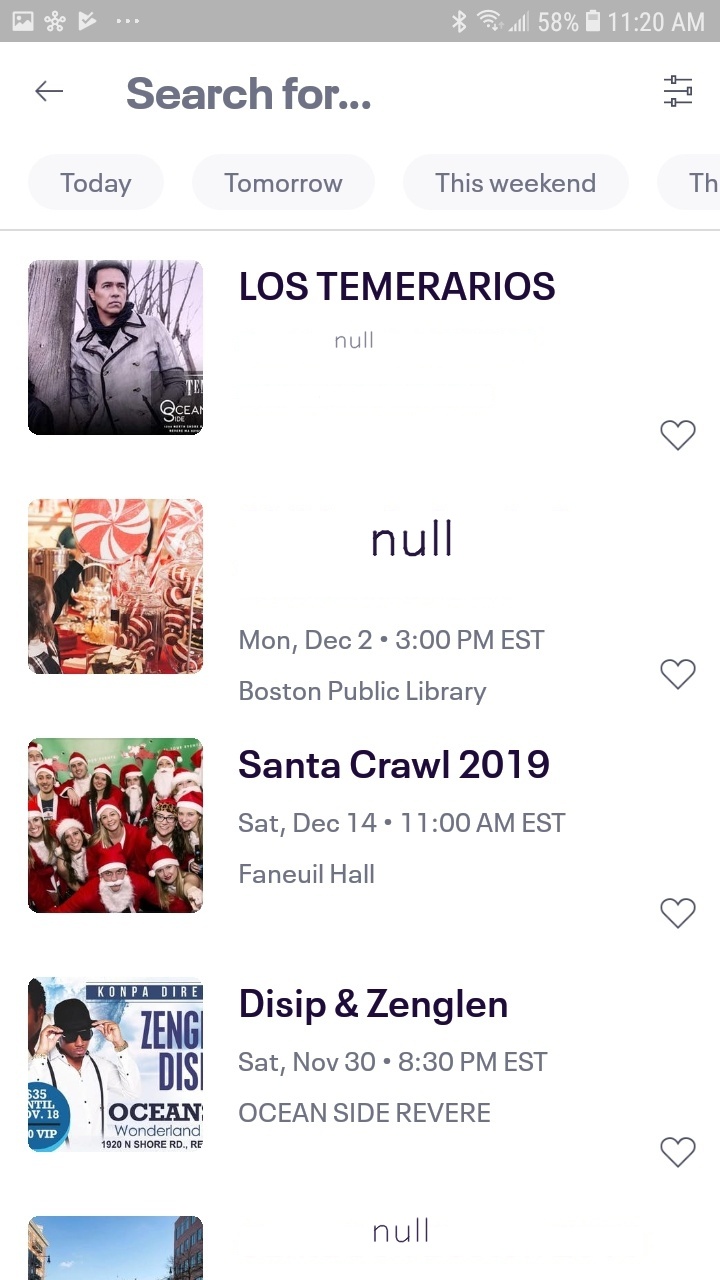 58% 11:20 AM
Search for...
Today
Tomorrow
This weekend
Th
LOS TEMERARIOS
null
TE
OCEAN
SIDE
null
Mon, Dec 2 • 3:00 PM EST
Boston Public Library
Santa Crawl 2019
Sat, Dec 14 • 11:00 AM EST
Faneuil Hall
KONPA DIRE
ZENG
DIS
$35
NTIL
OV. 18
0 VIP
OCEAN
Wonderland
1920 N SHORE RD., RE
Disip & Zenglen
Sat, Nov 30 • 8:30 PM EST
OCEAN SIDE REVERE
null